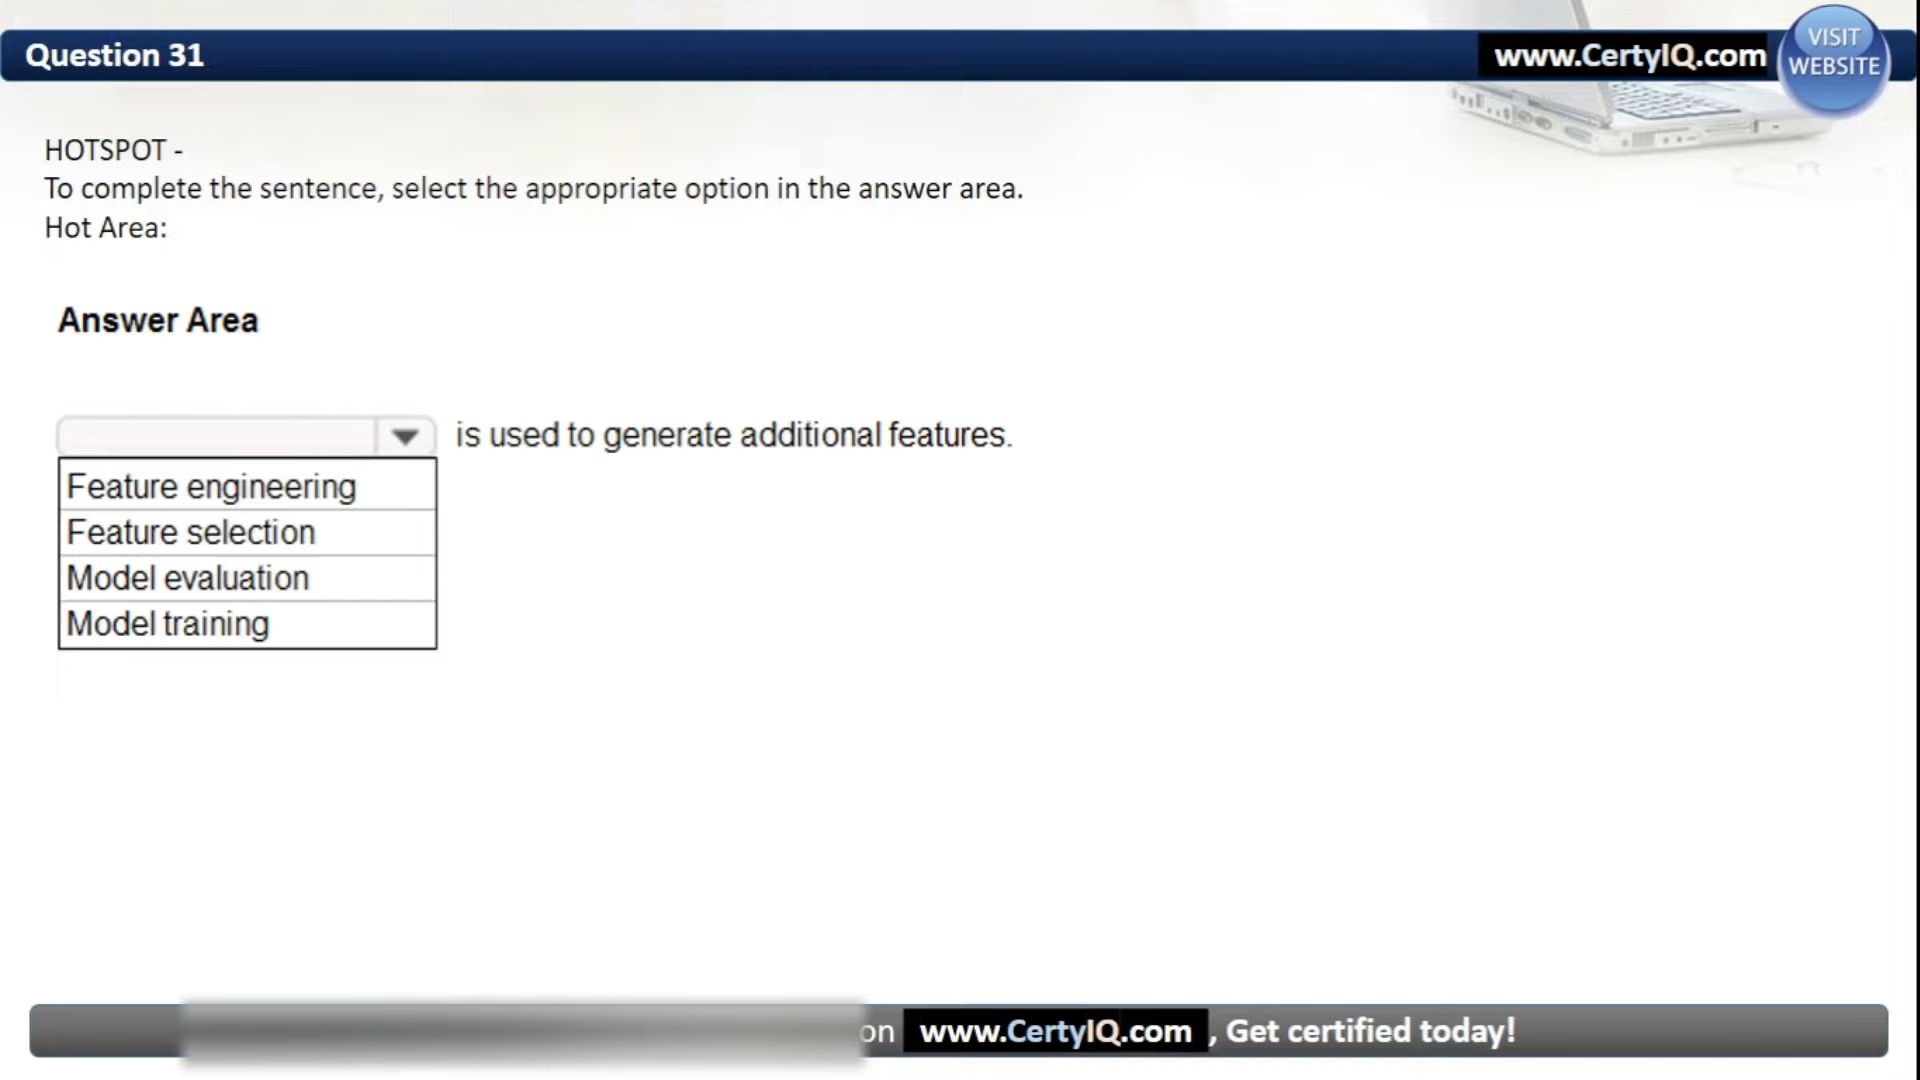 Question 31
www.CertyIQ.com
VISIT
WEBSITE
HOTSPOT -
To complete the sentence, select the appropriate option in the answer area.
Hot Area:
Answer Area
is used to generate additional features.
Feature engineering
Feature selection
Model evaluation
Model training
on www.CertyIQ.com , Get certified today!